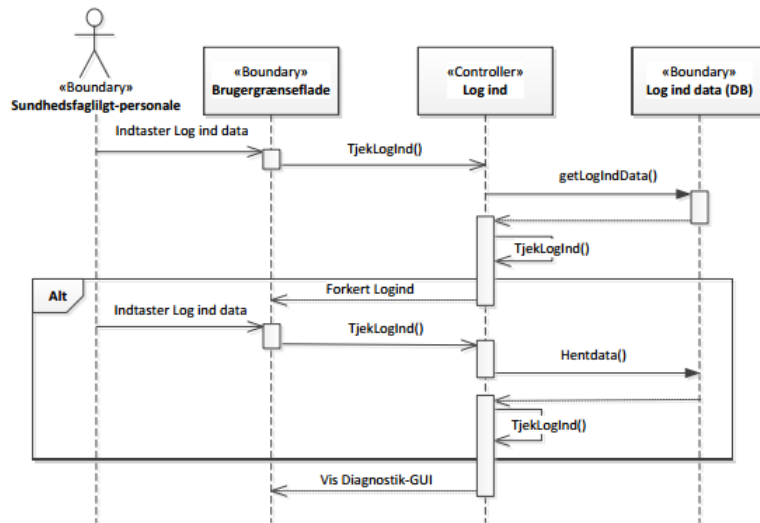 «Boundary»
Sundhedsfaglilgt-personale
«Boundary»
Brugergrænseflade
«Controller»
Log ind
«Boundary»
Log ind data (DB)
Indtaster Log ind data
TjekLogInd()
getLogIndData()
TjekLogInd()
Alt
Forkert Logind
Indtaster Log ind data
TjekLogInd()
Hentdata()
TjekLogInd()
Vis Diagnostik-GUI